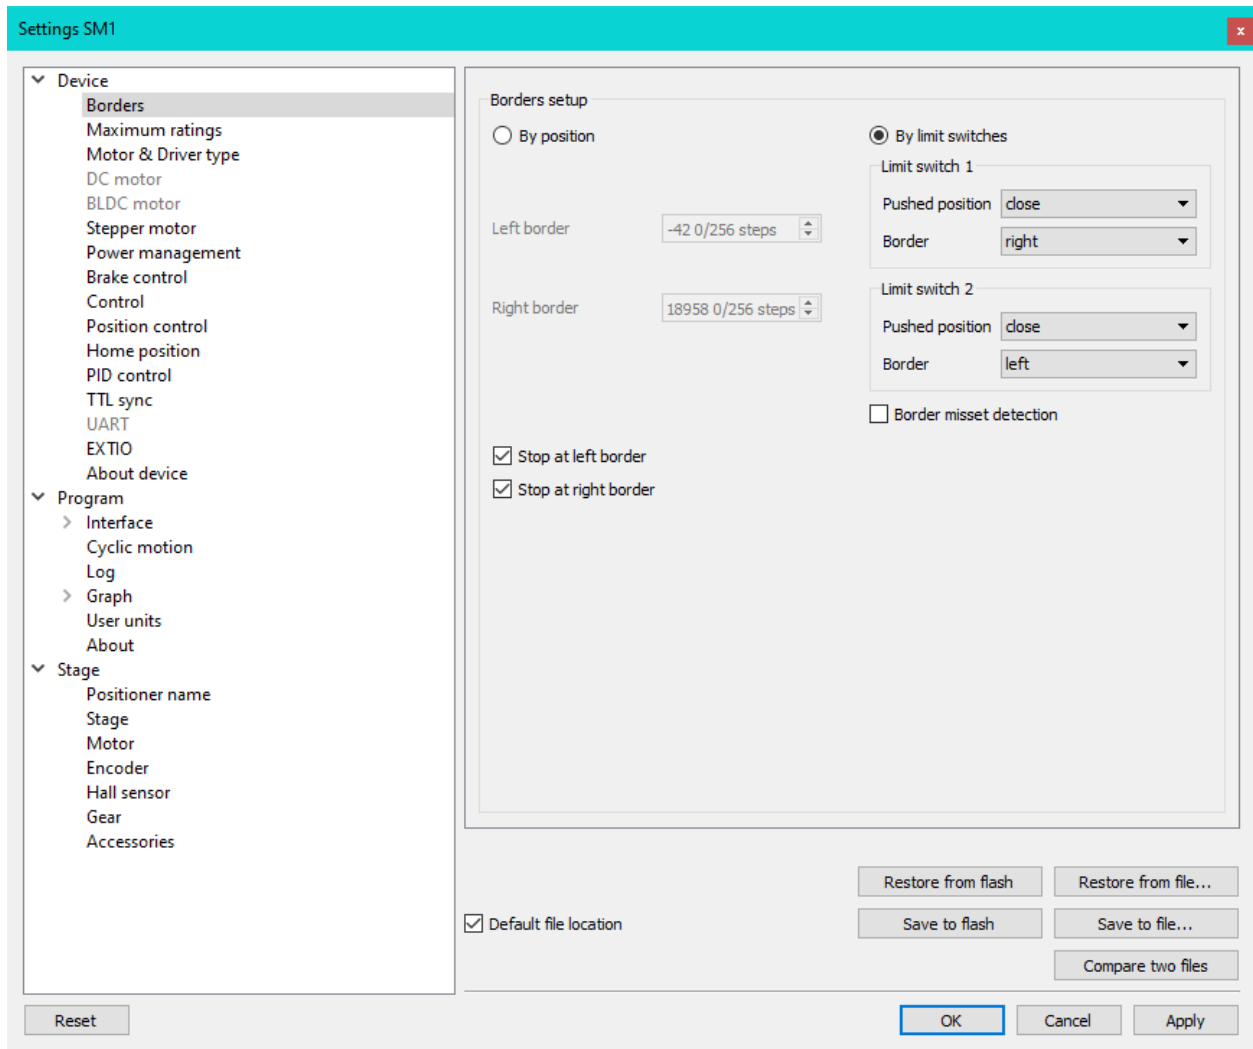 Settings SM1
x
Device
Borders
Maximum ratings
Motor & Driver type
DC motor
BLDC motor
Stepper motor
Power management
Brake control
Control
Position control
Home position
PID control
TTL sync
UART
EXTIO
About device
Program
Interface
Cyclic motion
Log
Graph
User units
About
Stage
Positioner name
Stage
Motor
Encoder
Hall sensor
Gear
Accessories
Borders setup
By position
By limit switches
Limit switch 1
Pushed position close
Border right
Left border -42 0/256 steps
Limit switch 2
Right border 18958 0/256 steps
Pushed position close
Border left
Border misset detection
Stop at left border
Stop at right border
Restore from flash Restore from file...
Default file location Save to flash Save to file...
Compare two files
Reset OK Cancel Apply